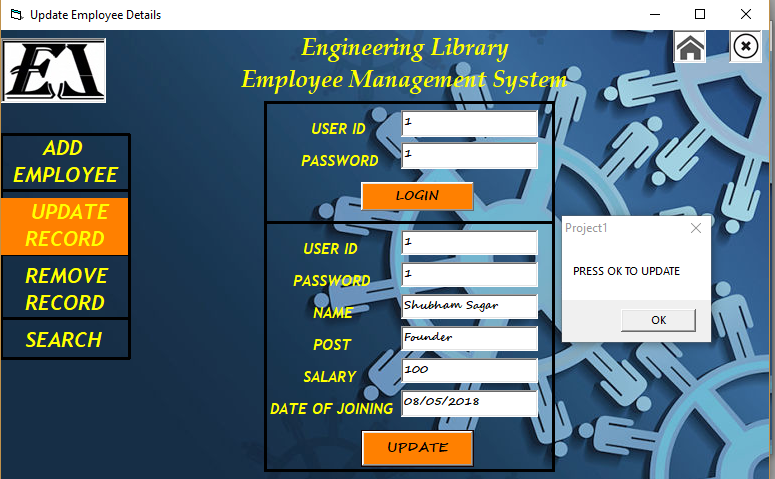 Update Employee Details
Engineering Library
Employee Management System
ADD
EMPLOYEE
UPDATE
RECORD
REMOVE
RECORD
SEARCH
USER ID 1
PASSWORD 1
LOGIN
USER ID 1
PASSWORD 1
NAME Shubham Sagar
POST Founder
SALARY 100
DATE OF JOINING 08/05/2018
UPDATE
Project1
PRESS OK TO UPDATE
OK